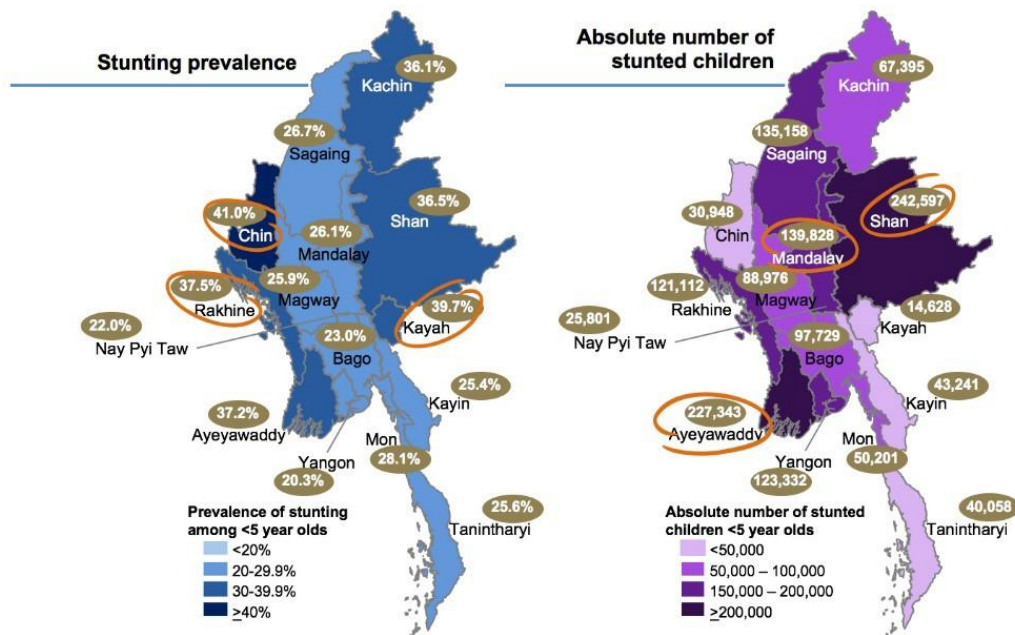 Stunting prevalence
36.1%
Kachin
26.7%
Sagaing
41.0%
Chin
36.5%
Shan
26.1%
Mandalay
37.5%
Rakhine
25.9%
Magway
39.7%
Kayah
22.0%
Nay Pyi Taw
23.0%
Bago
25.4%
Kayin
37.2%
Ayeyawaddy
Mon
28.1%
Yangon
20.3%
25.6%
Tanintharyi
Prevalence of stunting
among <5 year olds
<20%
20-29.9%
30-39.9%
≥40%
Absolute number of
stunted children
67,395
Kachin
135,158
Sagaing
30,948
Chin
242,597
Shan
139,828
Mandalay
121,112
Rakhine
88,976
Magway
14,628
Kayah
25,801
Nay Pyi Taw
97,729
Bago
43,241
Kayin
227,343
Ayeyawaddy
Mon
50,201
Yangon
123,332
40,058
Tanintharyi
Absolute number of stunted
children <5 year olds
<50,000
50,000 – 100,000
150,000 – 200,000
≥200,000